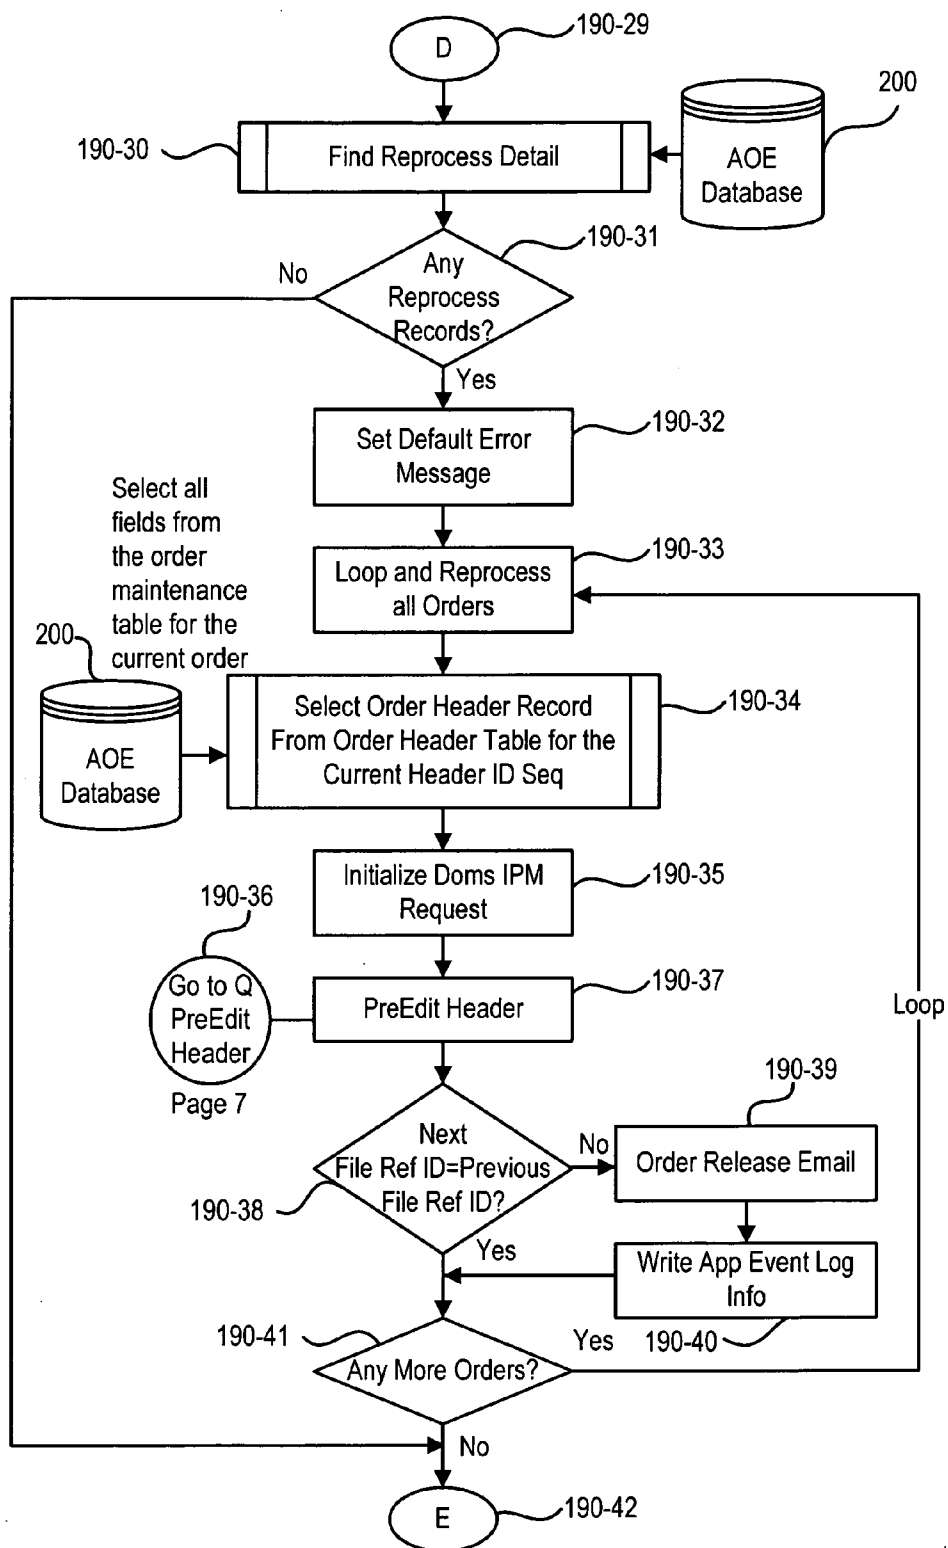 D
190-29
190-30
Find Reprocess Detail
200
AOE
Database
190-31
No
Any
Reprocess
Records?
Yes
Set Default Error
Message
190-32
Select all
fields from
the order
maintenance
table for the
current order
Loop and Reprocess
all Orders
190-33
200
AOE
Database
Select Order Header Record
From Order Header Table for the
Current Header ID Seq
190-34
Initialize Doms IPM
Request
190-35
190-36
Go to Q
PreEdit
Header
Page 7
PreEdit Header
190-37
Loop
Next
File Ref ID=Previous
File Ref ID?
190-38
No
190-39
Order Release Email
Yes
Write App Event Log
Info
190-40
190-41
Any More Orders?
Yes
No
E
190-42